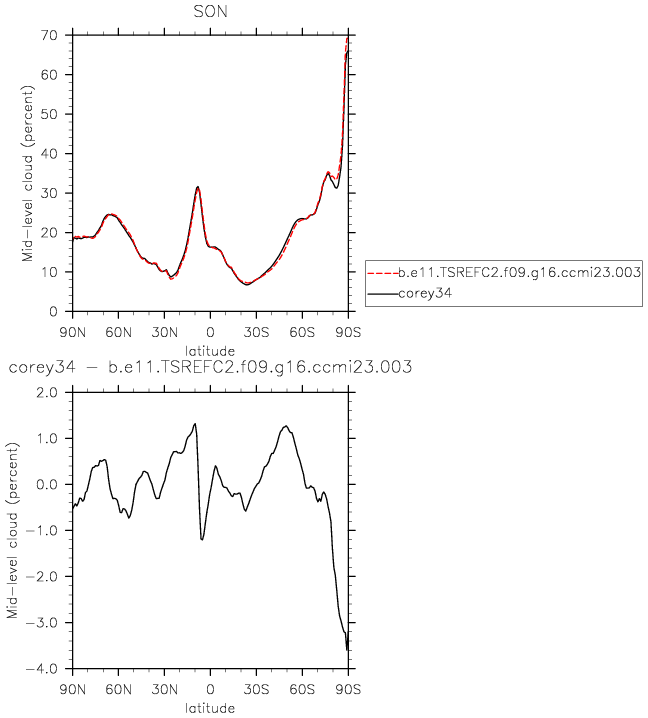 SON
70
60
50
40
30
20
10
0
Mid-level cloud (percent)
90N 60N 30N 0 30S 60S 90S
latitude
b.e11.TSREFC2.f09.g16.ccmi23.003
corey34
corey34 - b.e11.TSREFC2.f09.g16.ccmi23.003
2.0
1.0
0.0
-1.0
-2.0
-3.0
-4.0
Mid-level cloud (percent)
90N 60N 30N 0 30S 60S 90S
latitude